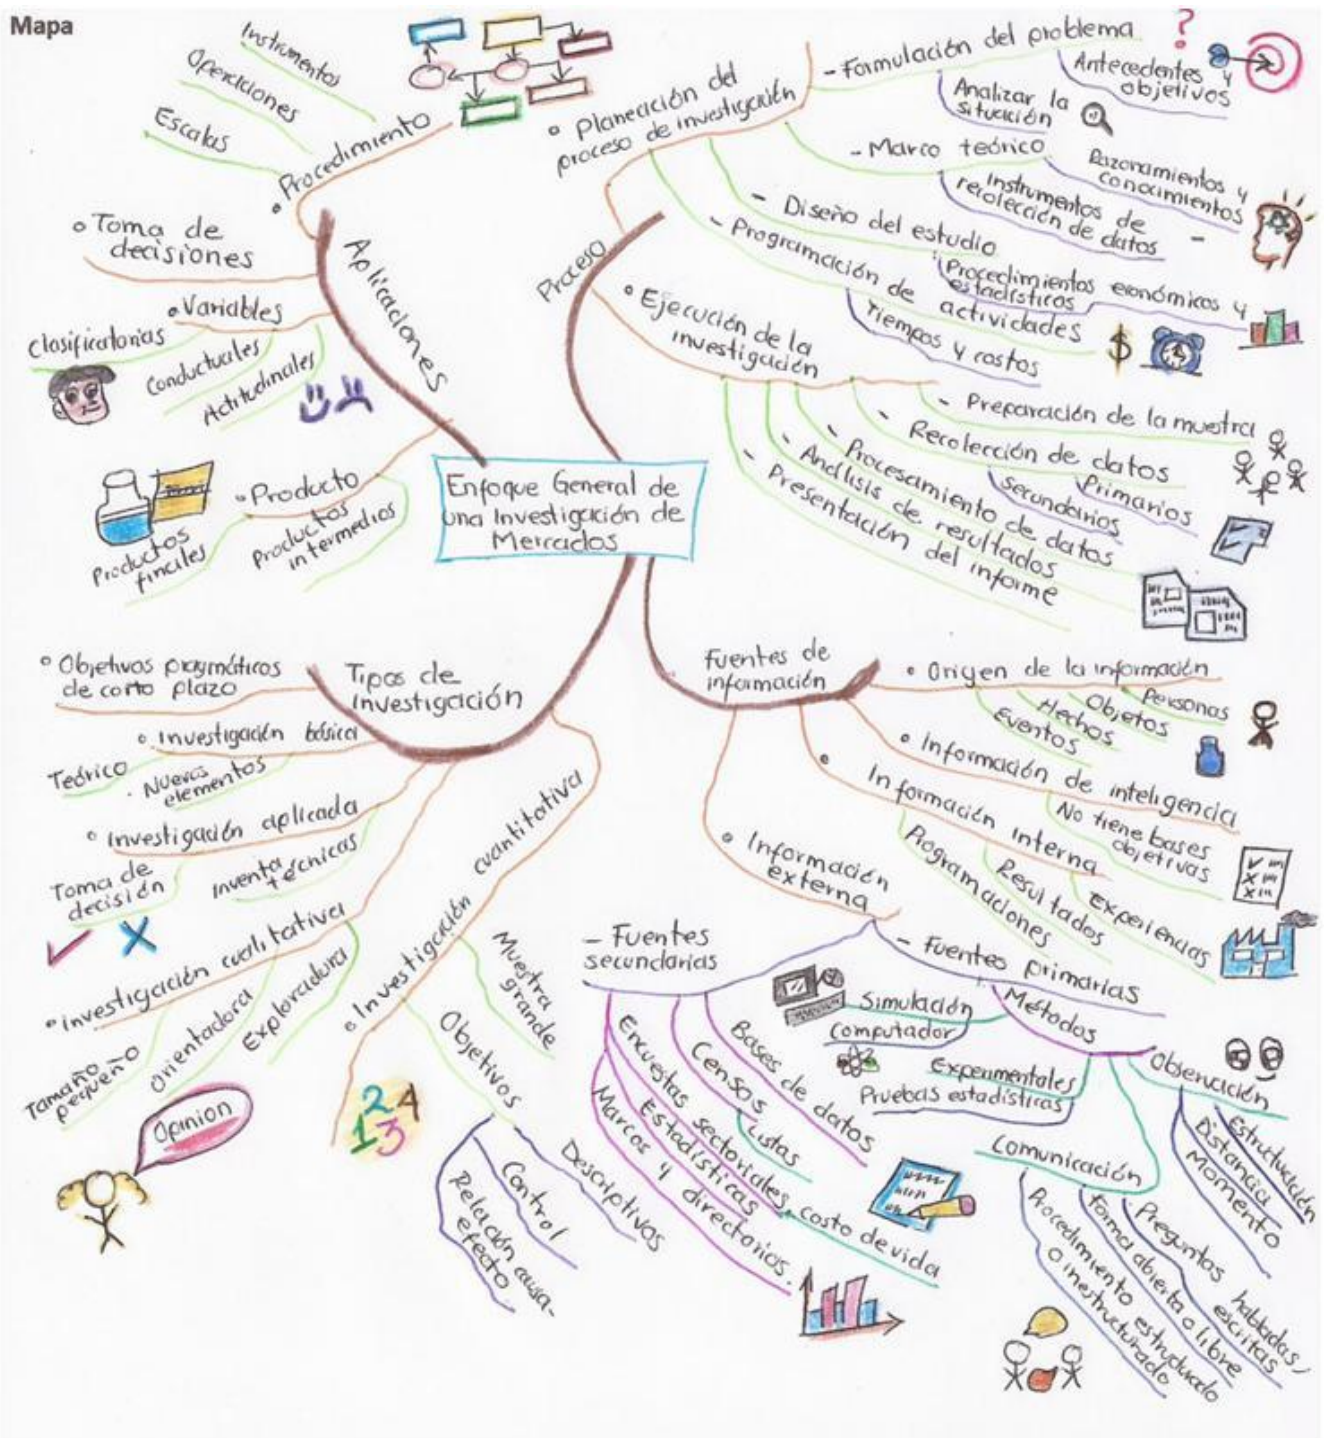 Mapa
Enfoque General de
una Investigación de
Mercados
Proceso
• Planeación del
proceso de investigación
- Formulación del problema
?
Antecedentes y
objetivos
Analizar la
situación
- Marco teórico
Razonamientos y
conocimientos
Instrumentos de
recolección de datos
- Diseño del estudio
Procedimientos económicos y
estadísticos
- Programación de actividades
Tiempos y costos
$
• Ejecución de la
investigación
- Preparación de la muestra
- Recolección de datos
Primarios
Secundarios
- Procesamiento de datos
- Análisis de resultados
- Presentación del informe
Fuentes de
información
• Origen de la información
Personas
Objetos
Hechos
Eventos
• Información de inteligencia
No tiene bases
objetivas
• Información interna
Experiencias
Resultados
Programaciones
• Información
externa
- Fuentes primarias
Métodos
Observación
Estructuración
Distancia
Momento
Comunicación
Preguntas habladas,
escritas
Forma abierta o libre
Procedimiento estructurado
o inestructurado
Experimentales
Pruebas estadísticas
Simulación
computador
- Fuentes
secundarias
Bases de datos
Censos
Listas
Encuestas sectoriales, costo de vida
Estadísticas
Marcos y directorios.
Tipos de
Investigación
• Objetivos pragmáticos
de corto plazo
• Investigación básica
Teórico
. Nuevos
elementos
• Investigación aplicada
Toma de
decisión
Inventa
técnicas
• Investigación cualitativa
Tamaño
pequeño
Orientadora
Exploradura
Opinion
• Investigación cuantitativa
Muestra
grande
Objetivos
Descriptivos
Control
Relación causa-
efecto
2 4
1 3
Aplicaciones
• Procedimiento
Instrumentos
Operaciones
Escalas
• Toma de
decisiones
• Variables
Clasificatorias
Conductuales
Actitudinales
• Producto
Productos
intermedios
Productos
finales